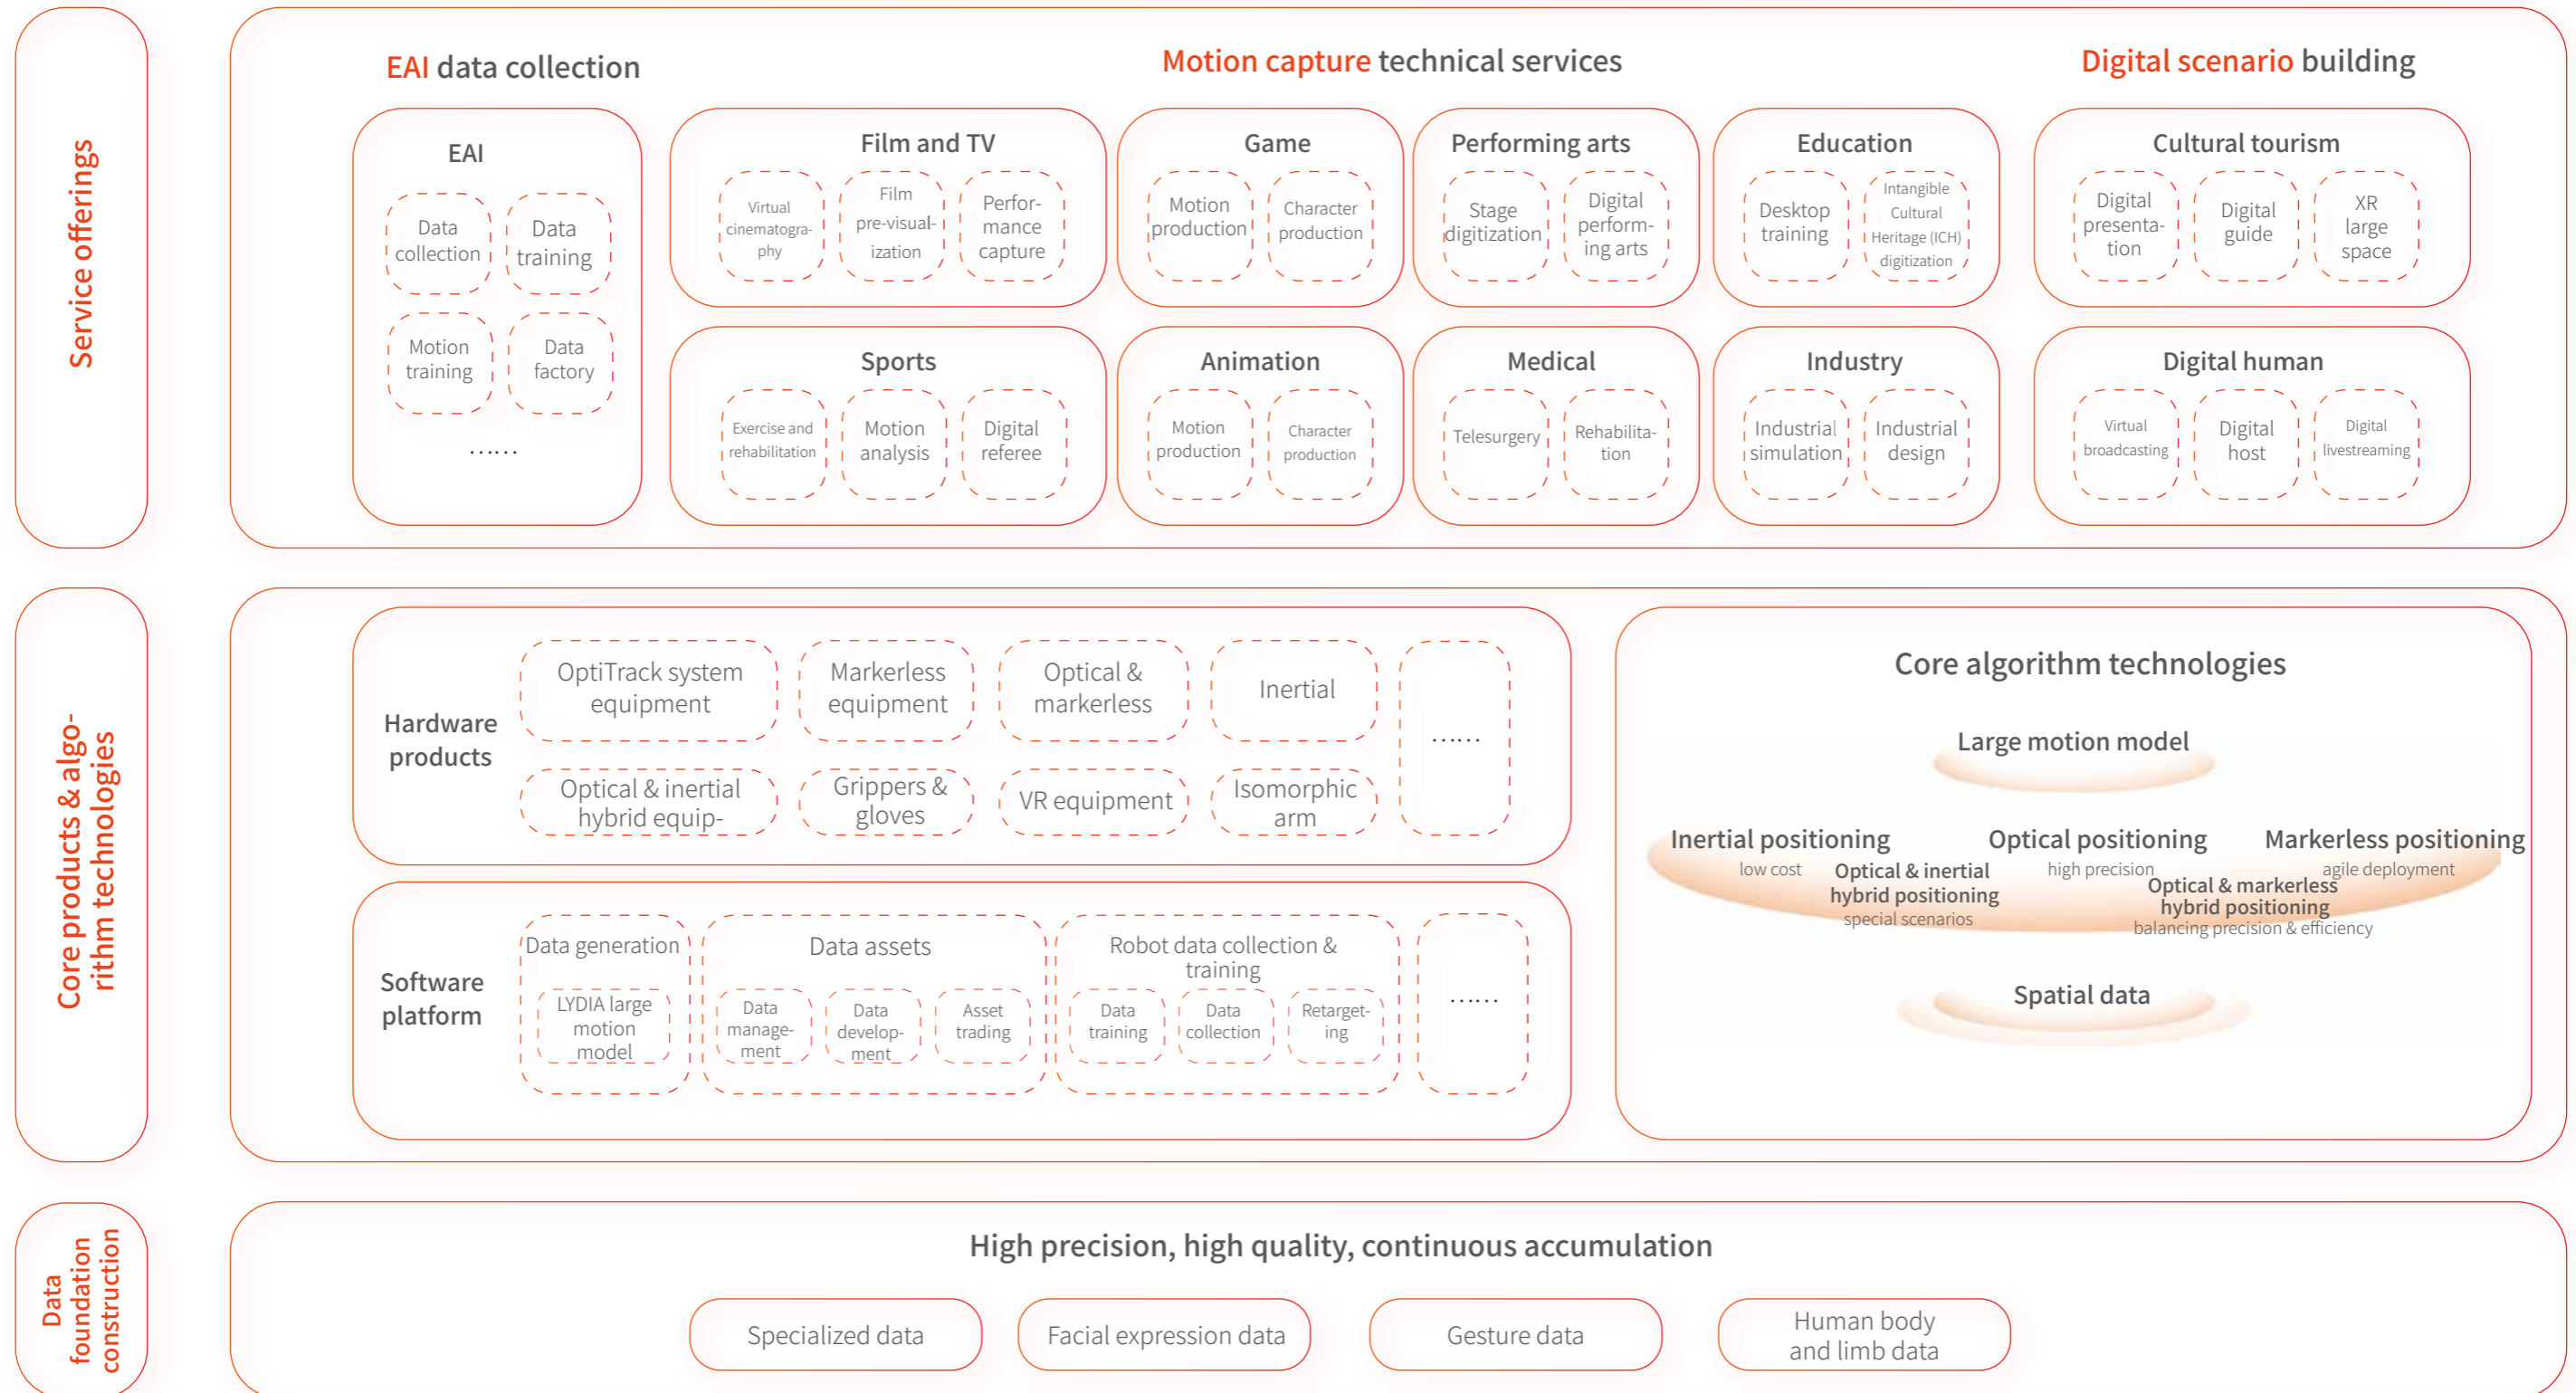 Service offerings
EAI data collection
Motion capture technical services
Digital scenario building
EAI
Data
collection
Data
training
Motion
training
Data
factory
......
Film and TV
Virtual
cinematogra-
phy
Film
pre-visual-
ization
Perfor-
mance
capture
Game
Motion
production
Character
production
Performing arts
Stage
digitization
Digital
perform-
ing arts
Education
Desktop
training
Intangible
Cultural
Heritage (ICH)
digitization
Cultural tourism
Digital
presenta-
tion
Digital
guide
XR
large
space
Sports
Exercise and
rehabilitation
Motion
analysis
Digital
referee
Animation
Motion
production
Character
production
Medical
Telesurgery
Rehabilita-
tion
Industry
Industrial
simulation
Industrial
design
Digital human
Virtual
broadcasting
Digital
host
Digital
livestreaming
Core products & algo-
rithm technologies
Hardware
products
OptiTrack system
equipment
Markerless
equipment
Optical &
markerless
Inertial
......
Optical & inertial
hybrid equip-
Grippers &
gloves
VR equipment
Isomorphic
arm
Software
platform
Data generation
LYDIA large
motion
model
Data assets
Data
manage-
ment
Data
develop-
ment
Asset
trading
Robot data collection &
training
Data
training
Data
collection
Retarget-
ing
......
Core algorithm technologies
Large motion model
Inertial positioning
low cost
Optical & inertial
hybrid positioning
special scenarios
Optical positioning
high precision
Optical & markerless
hybrid positioning
balancing precision & efficiency
Markerless positioning
agile deployment
Spatial data
Data
foundation
construction
High precision, high quality, continuous accumulation
Specialized data
Facial expression data
Gesture data
Human body
and limb data